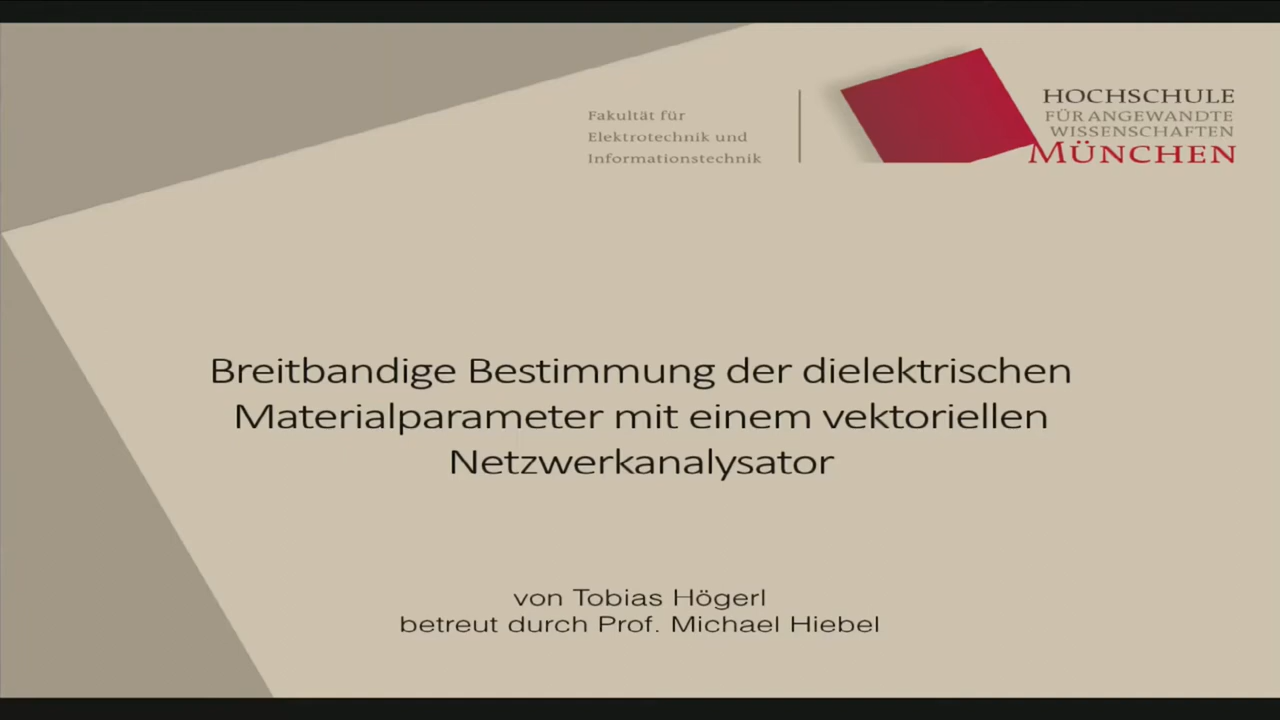 Fakultät für
Elektrotechnik und
Informationstechnik
HOCHSCHULE
FÜR ANGEWANDTE
WISSENSCHAFTEN
MÜNCHEN
Breitbandige Bestimmung der dielektrischen
Materialparameter mit einem vektoriellen
Netzwerkanalysator
von Tobias Högerl
betreut durch Prof. Michael Hiebel